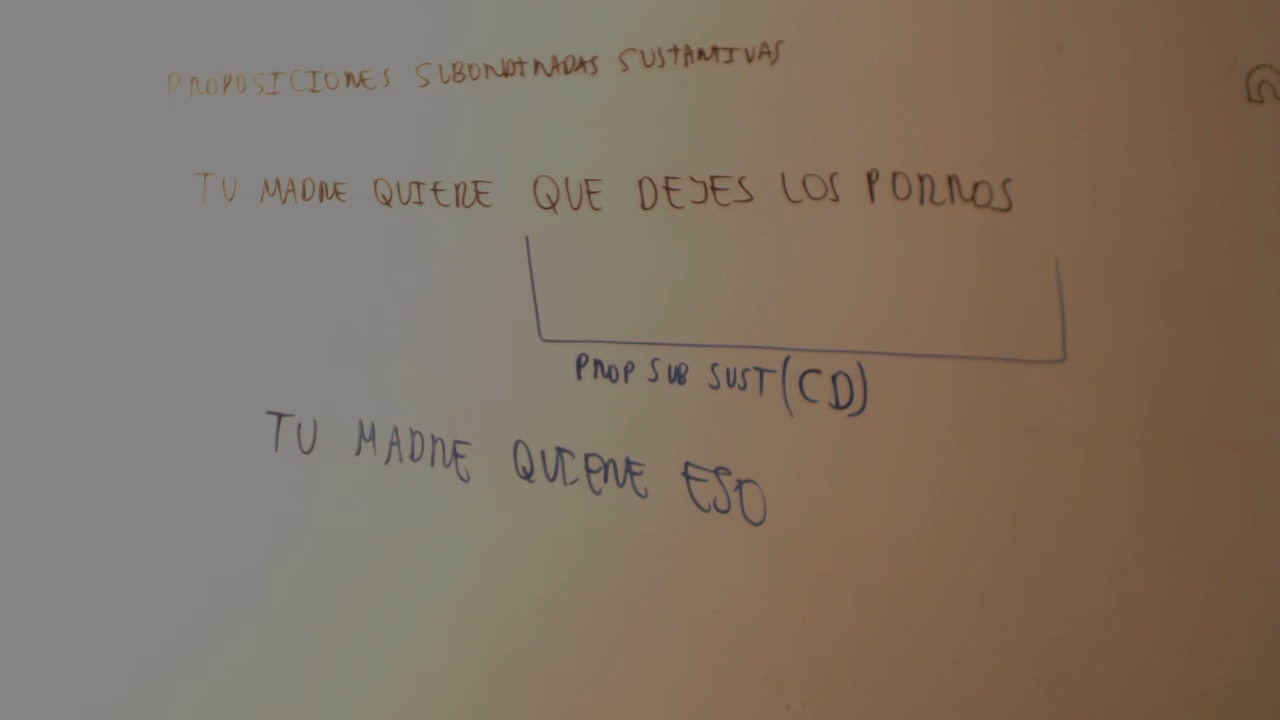 PROPOSICIONES SUBORDINADAS SUSTANTIVAS
TU MADRE QUIERE QUE DEJES LOS PORROS
PROP SUB SUST (CD)
TU MADRE QUIERE ESO